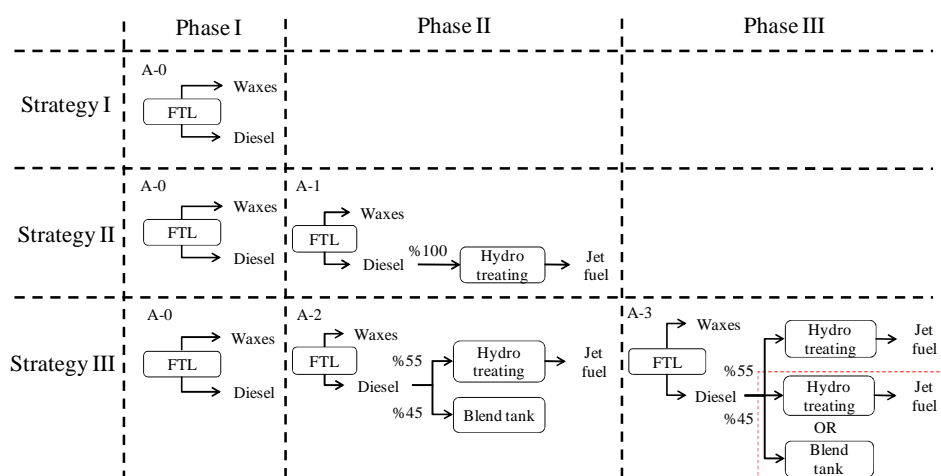 Phase I
Phase II
Phase III
Strategy I
A-0
Waxes
FTL
Diesel
Strategy II
A-0
Waxes
FTL
Diesel
A-1
Waxes
FTL
Diesel
%100
Hydro
treating
Jet
fuel
Strategy III
A-0
Waxes
FTL
Diesel
A-2
Waxes
FTL
Diesel
%55
%45
Hydro
treating
Jet
fuel
Blend tank
A-3
Waxes
FTL
Diesel
%55
%45
Hydro
treating
Jet
fuel
Hydro
treating
Jet
fuel
OR
Blend
tank